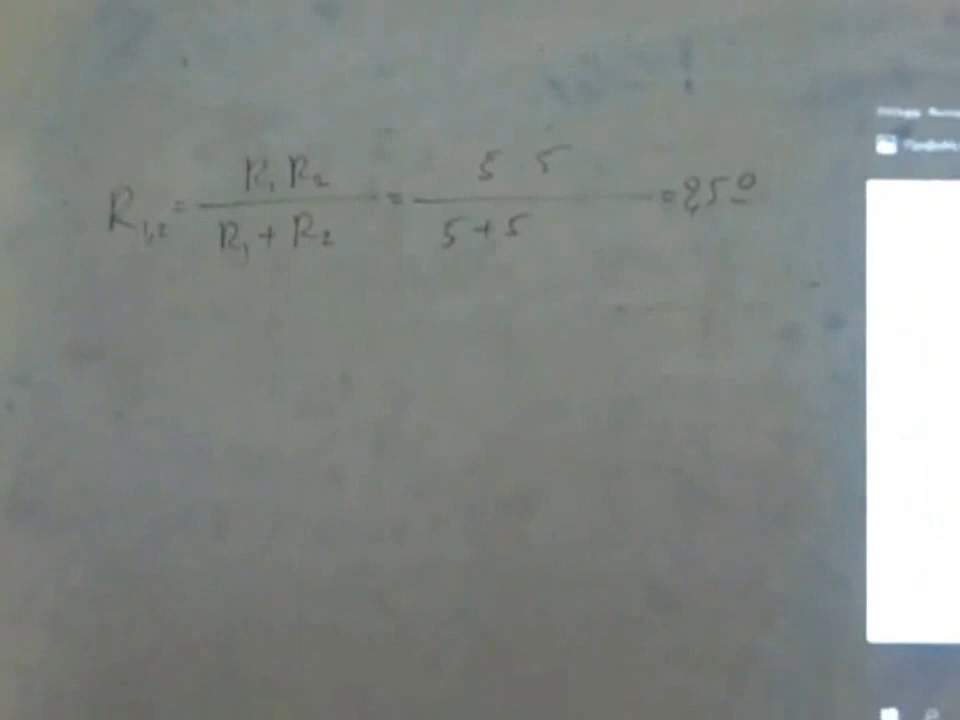 R₁,₂ = R₁ R₂ / R₁ + R₂ = 5 5 / 5 + 5 = 2,5 Ω